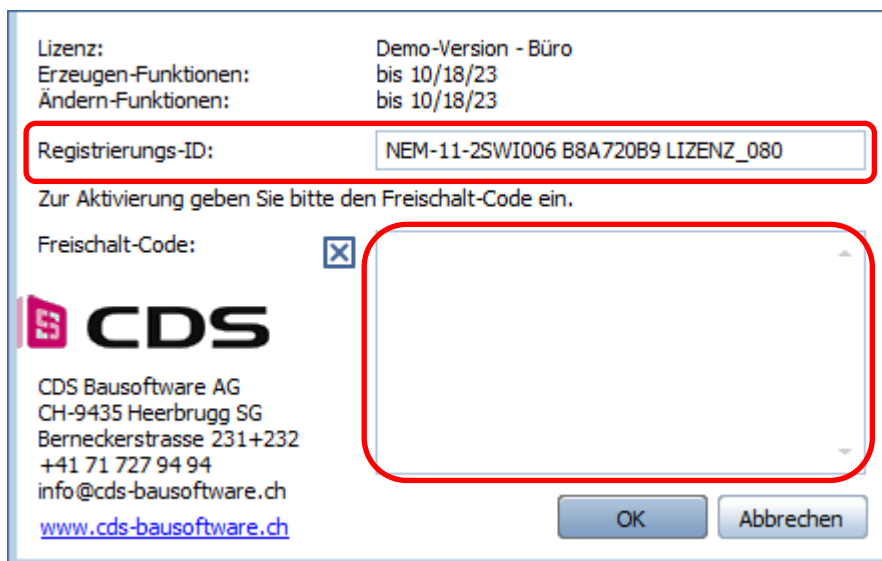 Lizenz: Demo-Version - Büro
Erzeugen-Funktionen: bis 10/18/23
Ändern-Funktionen: bis 10/18/23
Registrierungs-ID: NEM-11-2SWI006 B8A720B9 LIZENZ_080
Zur Aktivierung geben Sie bitte den Freischalt-Code ein.
Freischalt-Code:
CDS
CDS Bausoftware AG
CH-9435 Heerbrugg SG
Berneckerstrasse 231+232
+41 71 727 94 94
info@cds-bausoftware.ch
www.cds-bausoftware.ch
OK Abbrechen